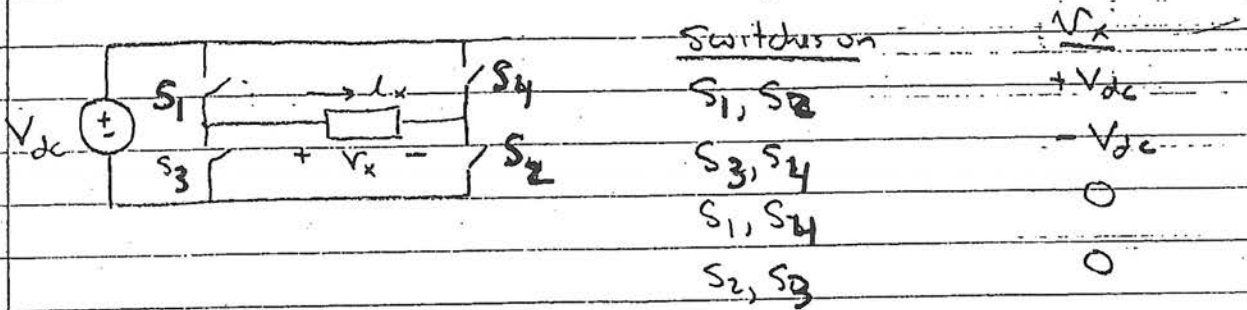 Switches on Vx
S1 ix S4 S1, S2 + Vdc
Vdc + -
S3 + Vx - S2 S3, S4 - Vdc
S1, S4 0
S2, S3 0